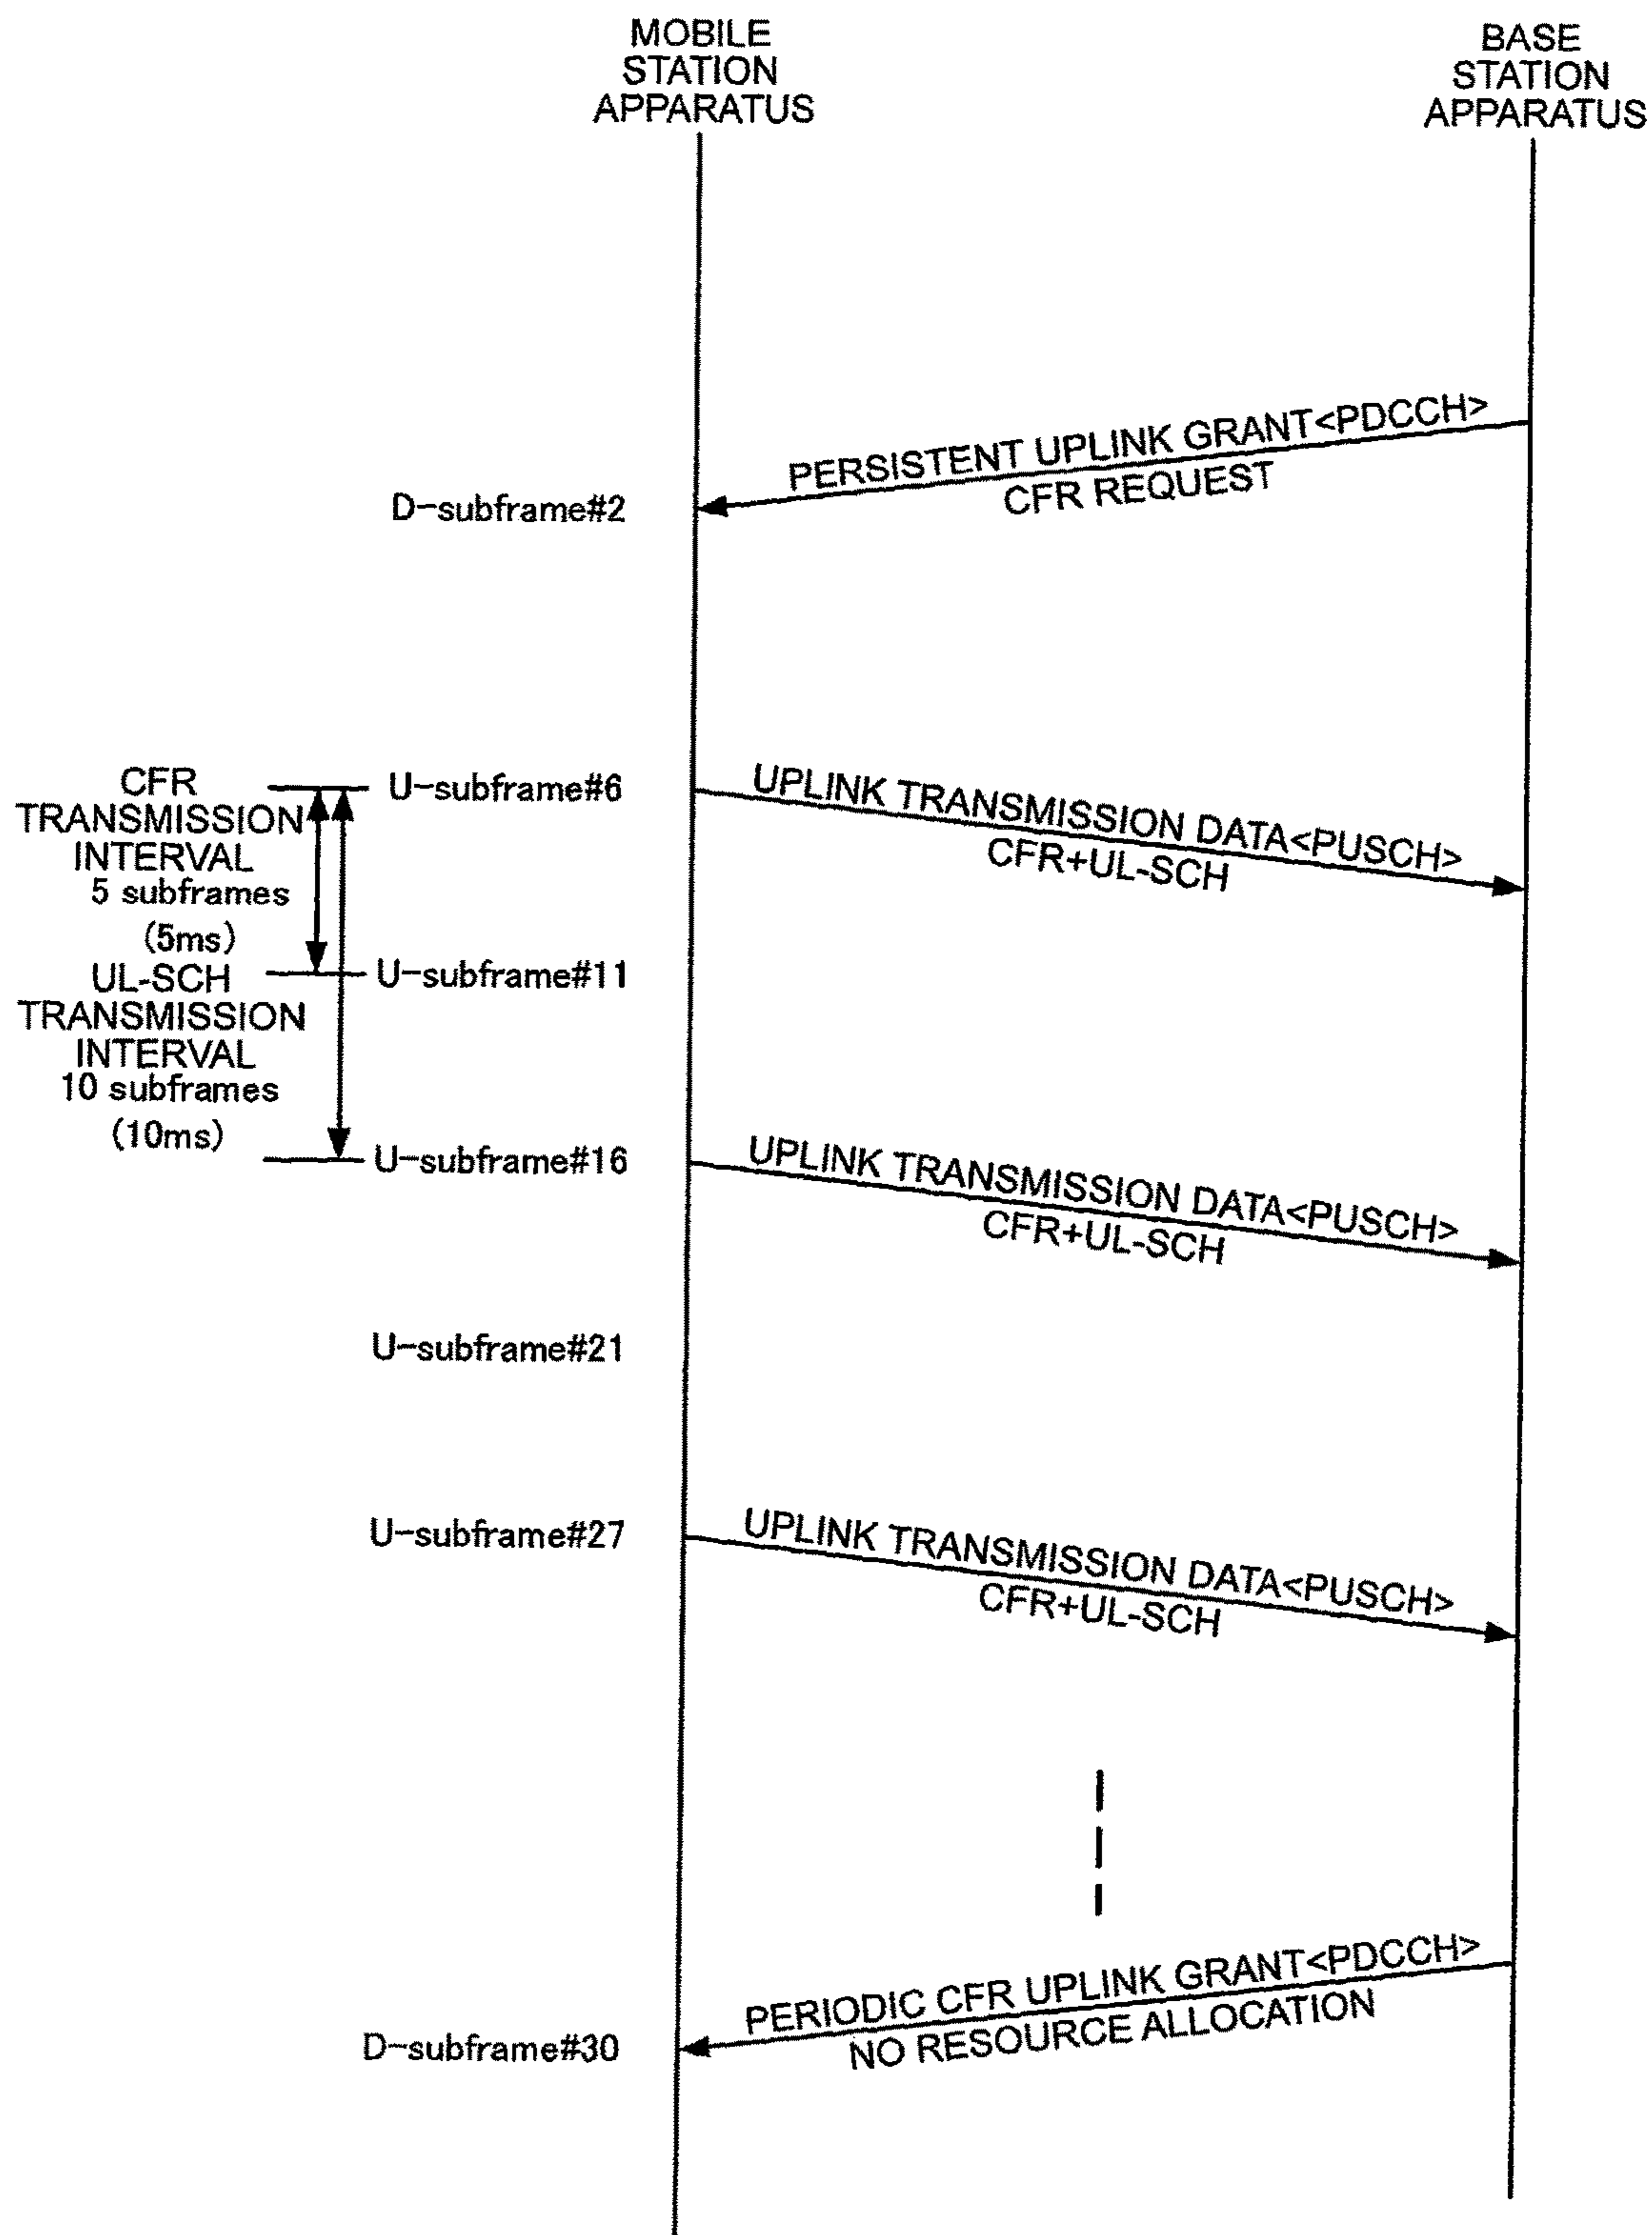 MOBILE
STATION
APPARATUS
BASE
STATION
APPARATUS
PERSISTENT UPLINK GRANT<PDCCH>
CFR REQUEST
D-subframe#2
CFR
TRANSMISSION
INTERVAL
5 subframes
(5ms)
U-subframe#6
UPLINK TRANSMISSION DATA<PUSCH>
CFR+UL-SCH
UL-SCH
TRANSMISSION
INTERVAL
10 subframes
(10ms)
U-subframe#11
U-subframe#16
UPLINK TRANSMISSION DATA<PUSCH>
CFR+UL-SCH
U-subframe#21
U-subframe#27
UPLINK TRANSMISSION DATA<PUSCH>
CFR+UL-SCH
PERIODIC CFR UPLINK GRANT<PDCCH>
NO RESOURCE ALLOCATION
D-subframe#30